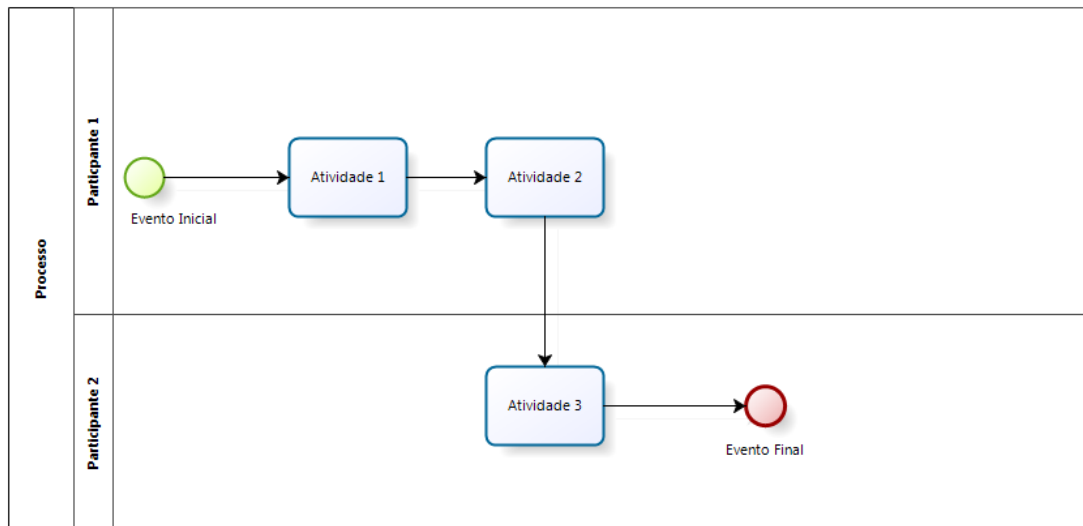 Processo
Particpante 1
Evento Inicial
Atividade 1
Atividade 2
Participante 2
Atividade 3
Evento Final